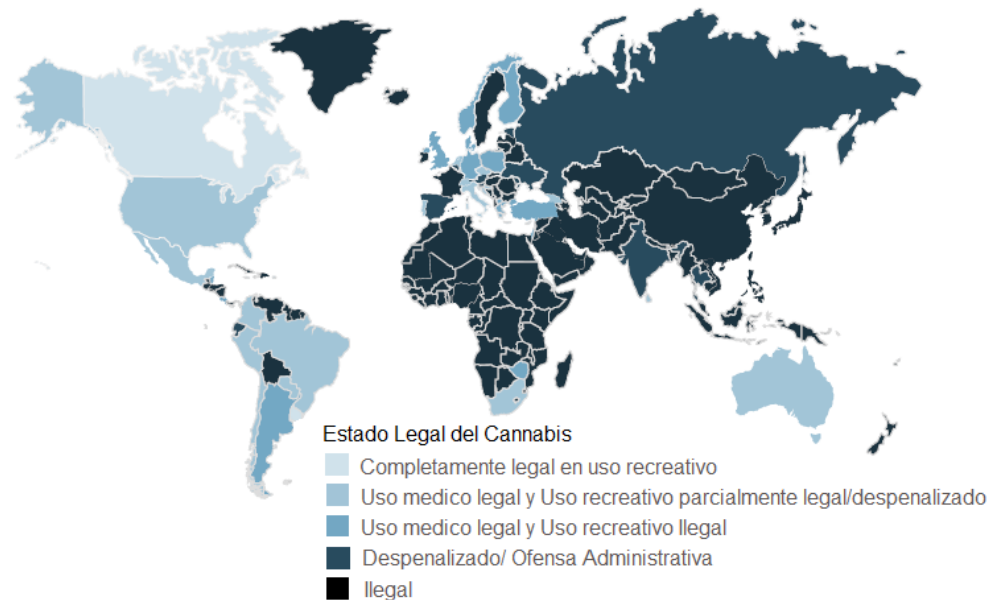 Estado Legal del Cannabis
Completamente legal en uso recreativo
Uso medico legal y Uso recreativo parcialmente legal/despenalizado
Uso medico legal y Uso recreativo Ilegal
Despenalizado/ Ofensa Administrativa
Ilegal